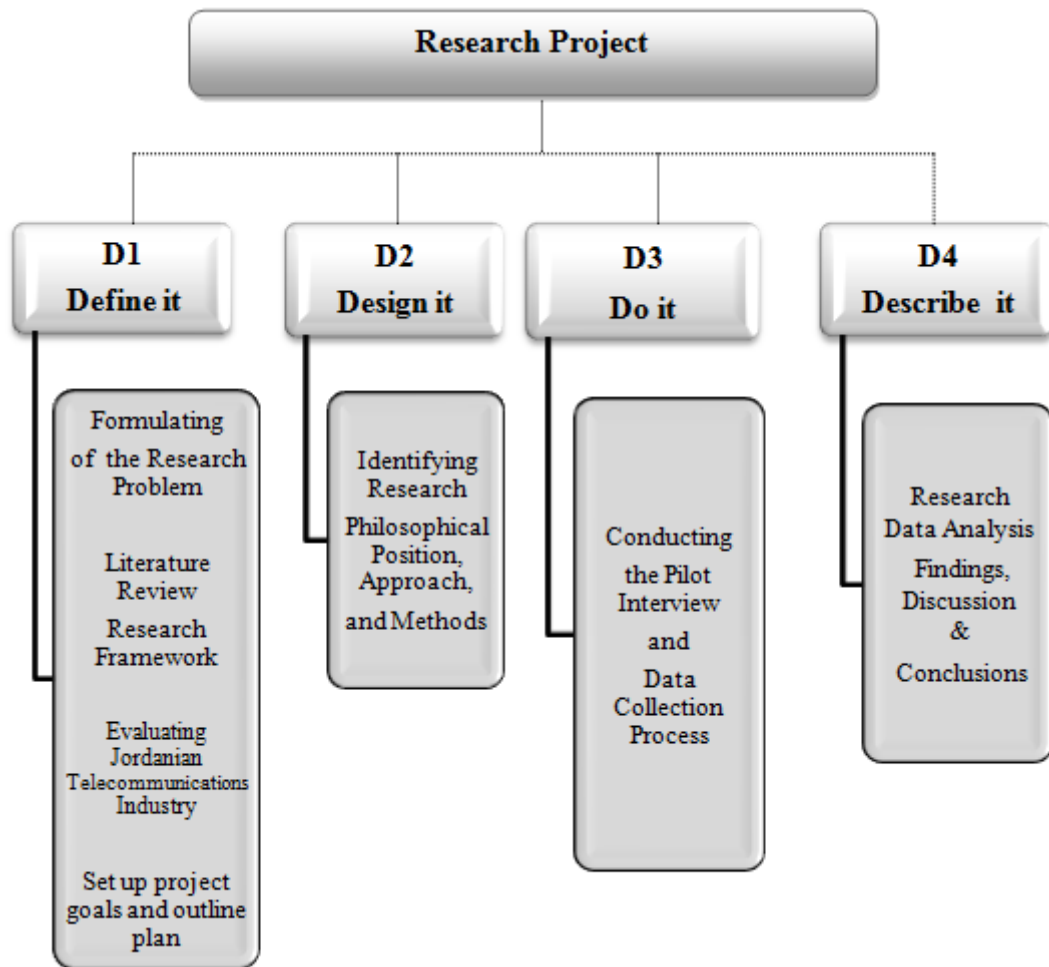 Research Project
D1
Define it
D2
Design it
D3
Do it
D4
Describe it
Formulating
of the Research
Problem
Literature
Review
Research
Framework
Evaluating
Jordanian
Telecommunications
Industry
Set up project
goals and outline
plan
Identifying
Research
Philosophical
Position,
Approach,
and Methods
Conducting
the Pilot
Interview
and
Data
Collection
Process
Research
Data Analysis
Findings,
Discussion
&
Conclusions